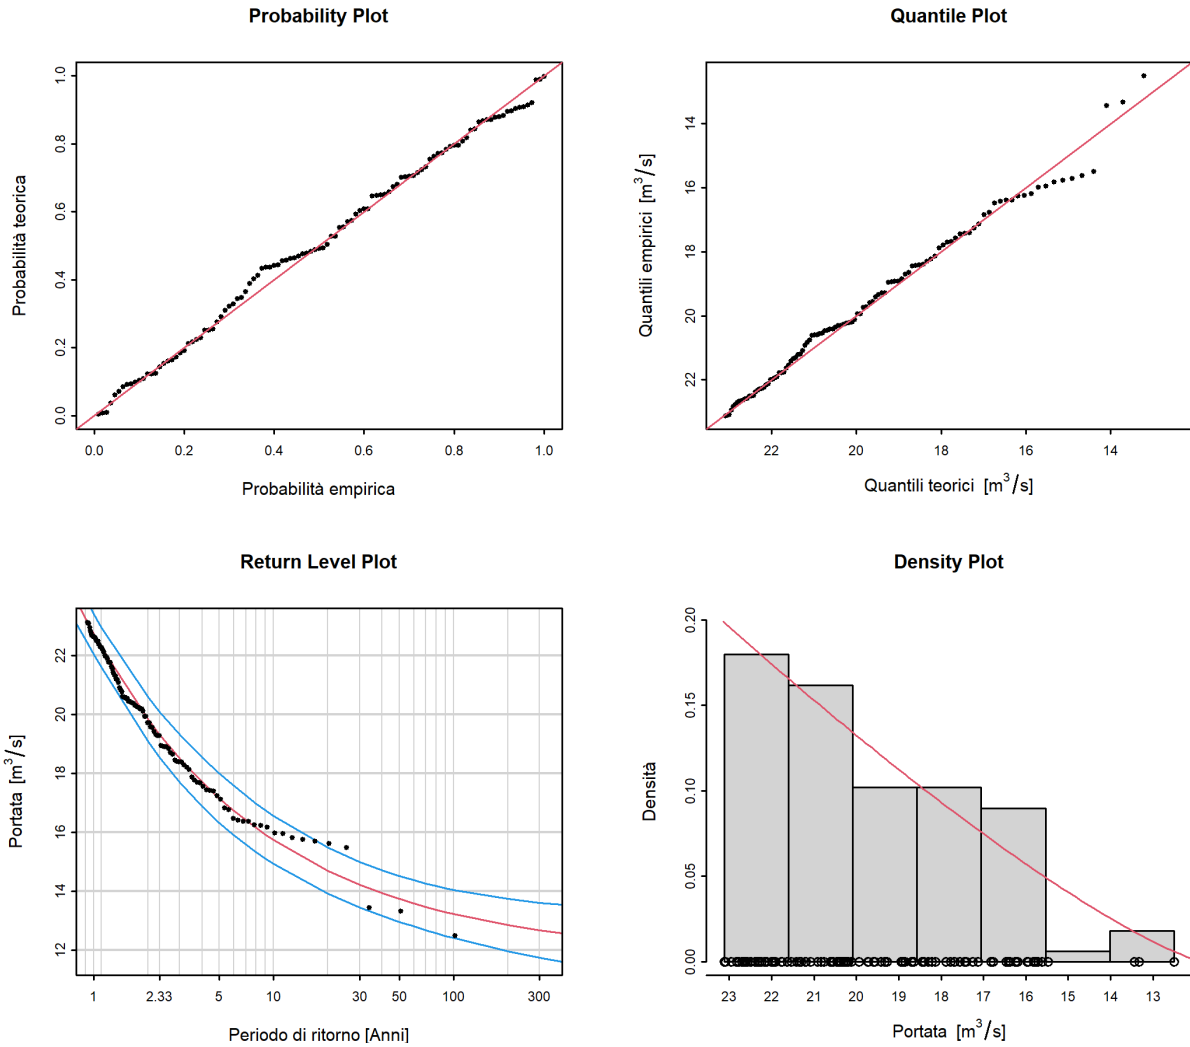 Probability Plot
Probabilità teorica
0.0 0.2 0.4 0.6 0.8 1.0
0.0 0.2 0.4 0.6 0.8 1.0
Probabilità empirica
Quantile Plot
Quantili empirici [m³/s]
22 20 18 16 14
22 20 18 16 14
Quantili teorici [m³/s]
Return Level Plot
Portata [m³/s]
12 14 16 18 20 22
1 2.33 5 10 30 50 100 300
Periodo di ritorno [Anni]
Density Plot
Densità
0.00 0.05 0.10 0.15 0.20
23 22 21 20 19 18 17 16 15 14 13
Portata [m³/s]